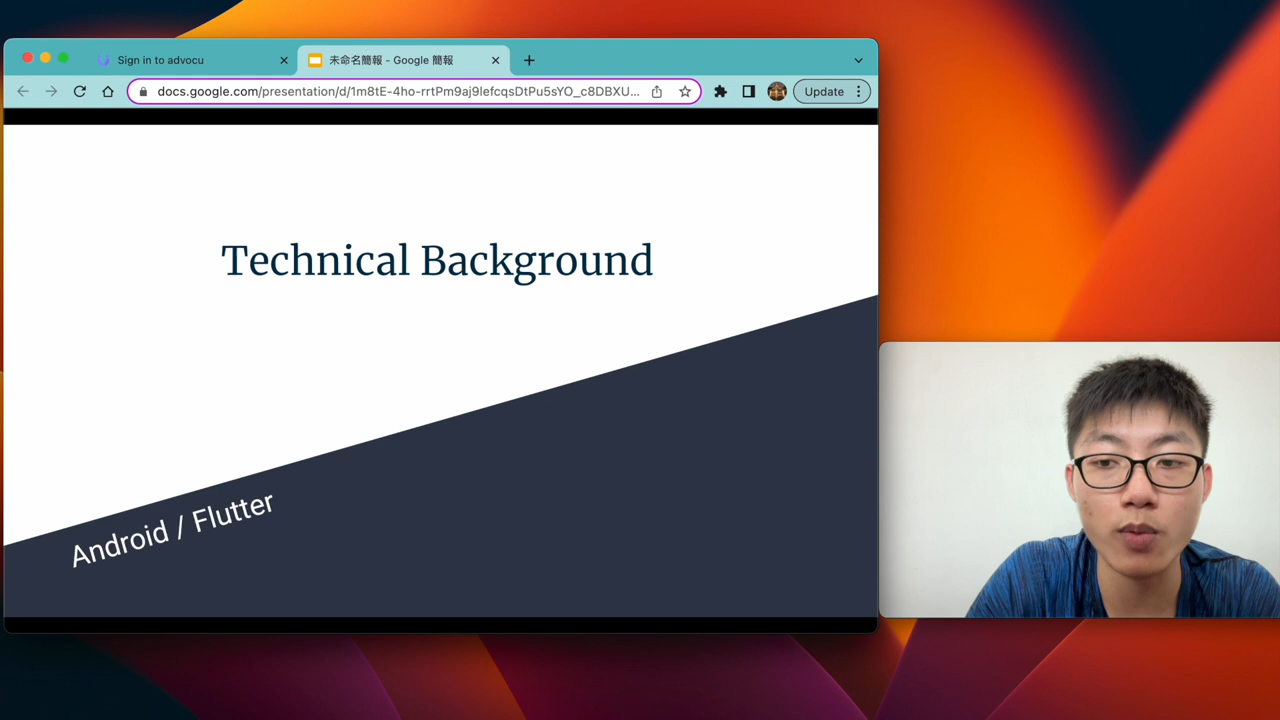 Sign in to advocu
未命名簡報 - Google 簡報
docs.google.com/presentation/d/1m8tE-4ho-rrtPm9aj9lefcqsDtPu5sYO_c8DBXU...
Update
Technical Background
Android / Flutter